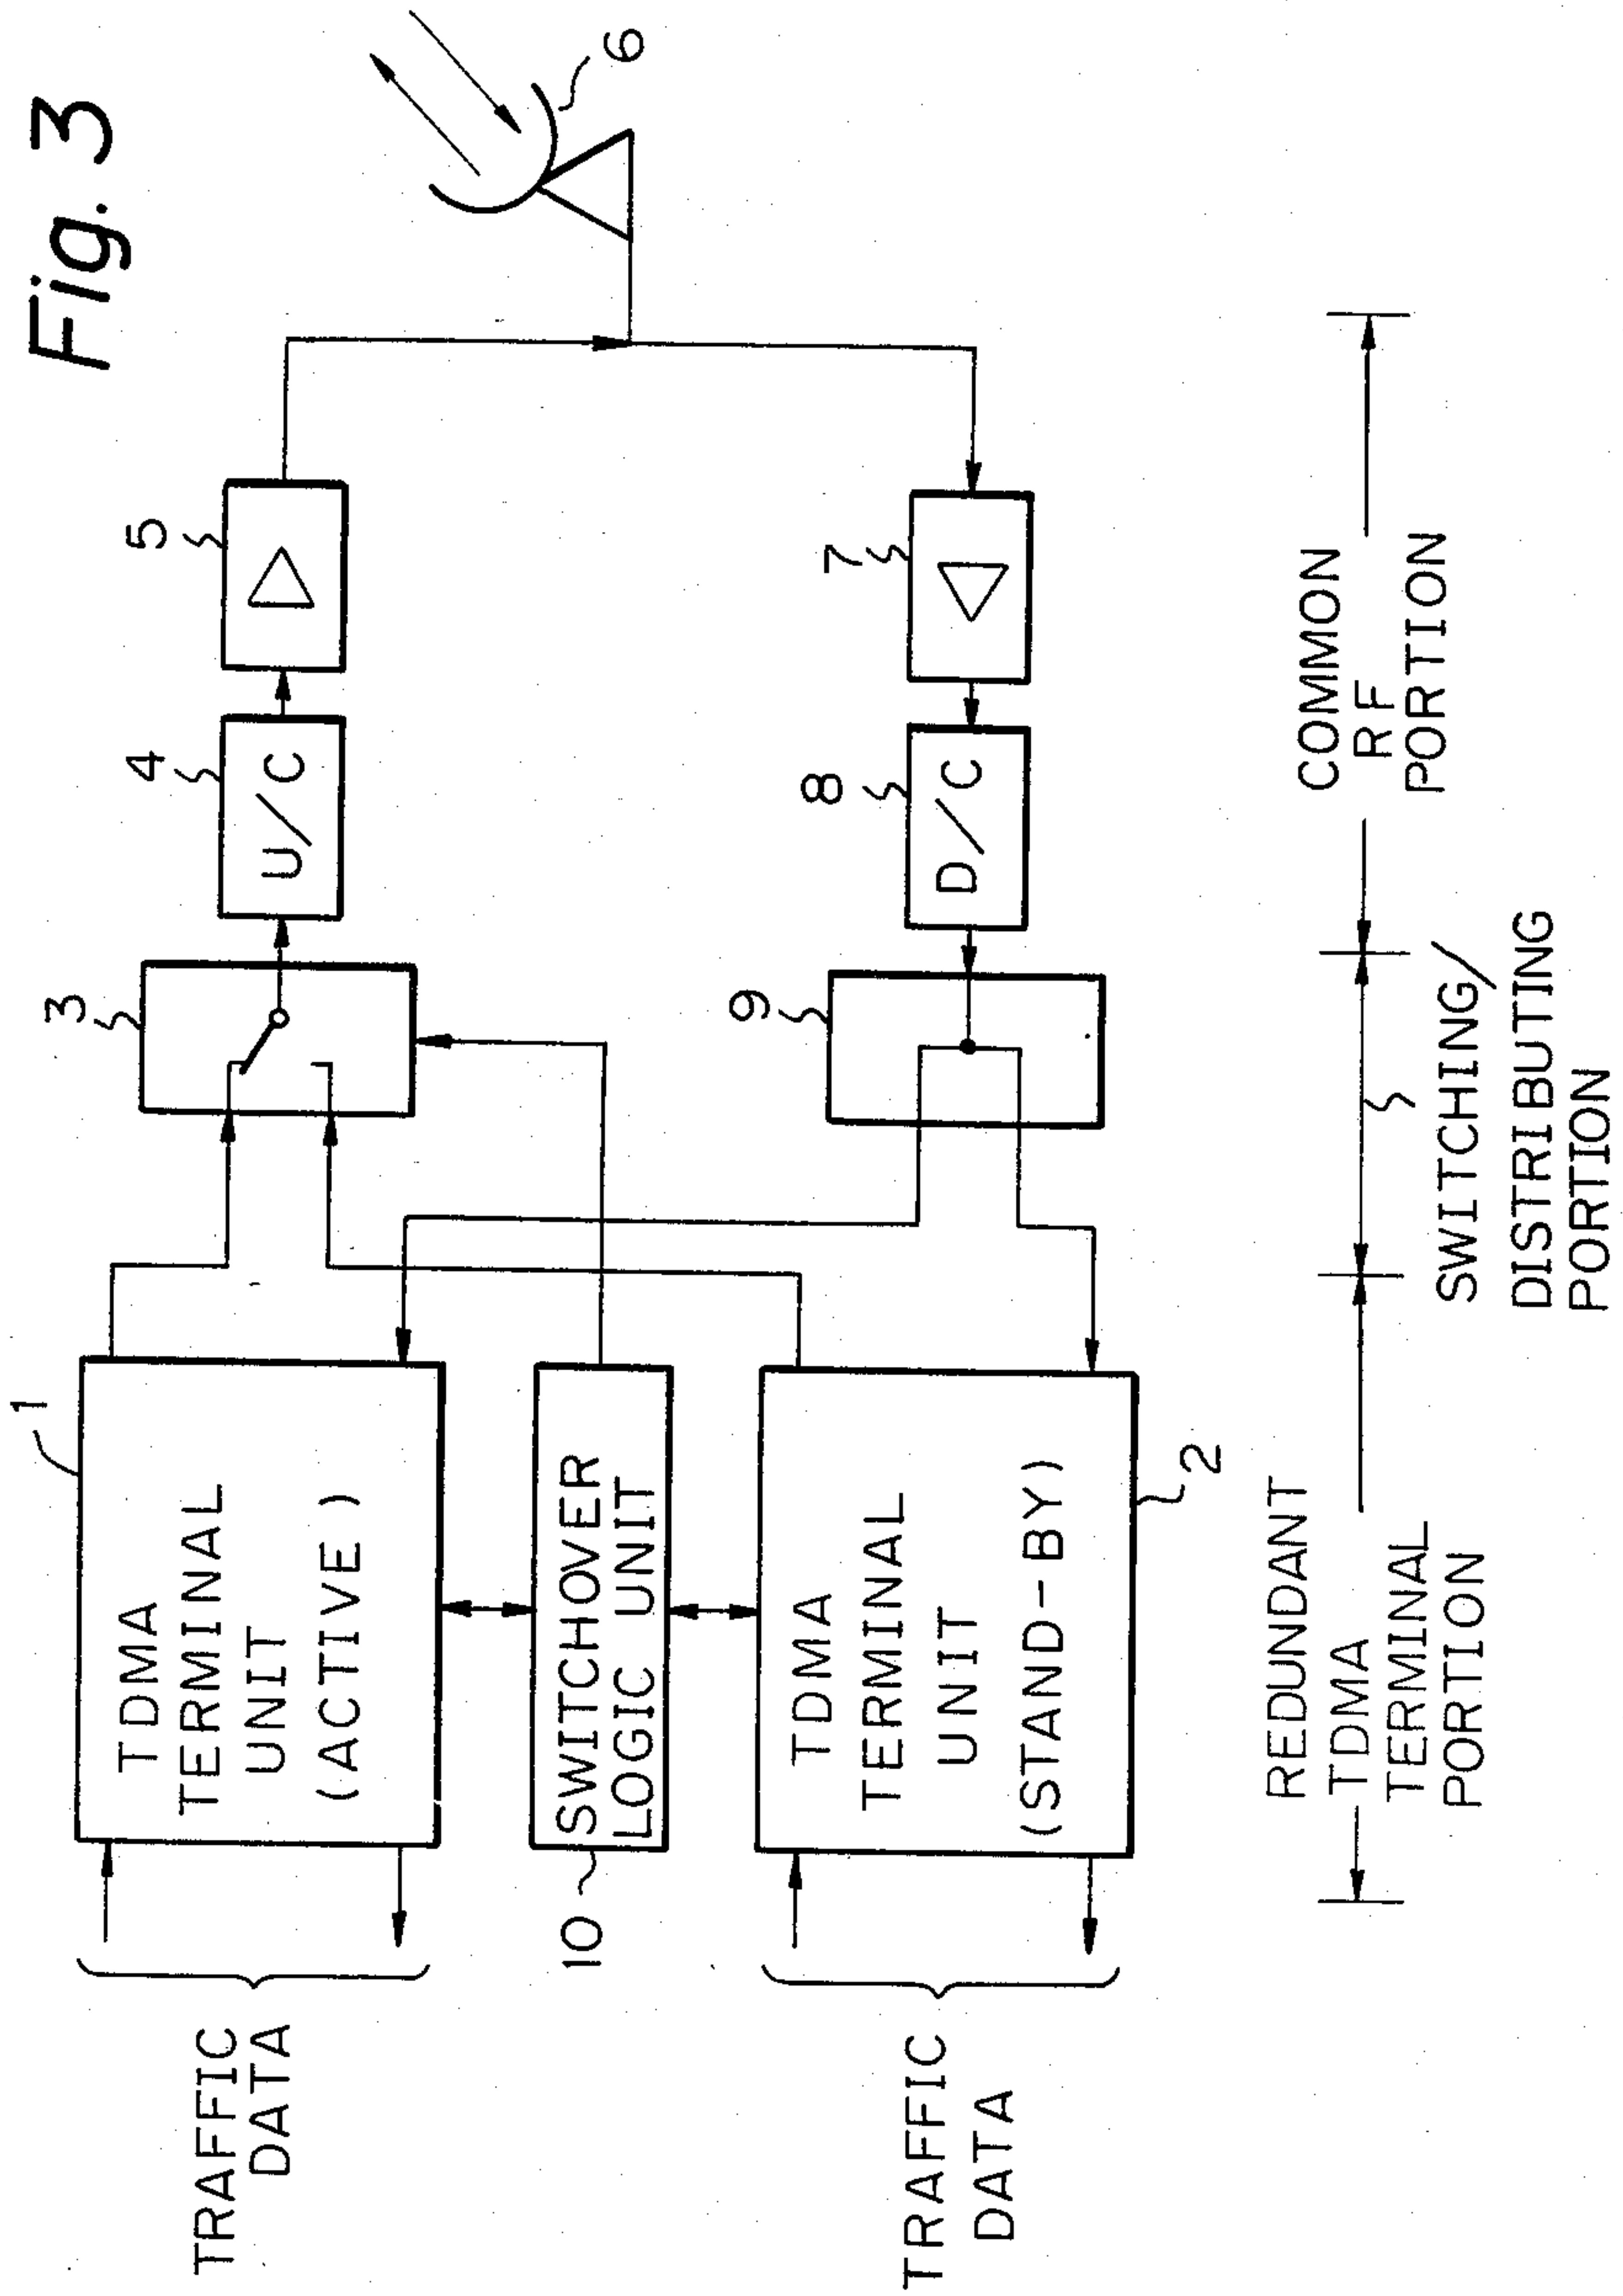 Fig. 3
TRAFFIC
DATA
1
TDMA
TERMINAL
UNIT
(ACTIVE)
3
4
U/C
5
6
10
SWITCHOVER
LOGIC UNIT
TRAFFIC
DATA
TDMA
TERMINAL
UNIT
(STAND-BY)
2
9
8
D/C
7
REDUNDANT
TDMA
TERMINAL
PORTION
SWITCHING/
DISTRIBUTING
PORTION
COMMON
RF
PORTION